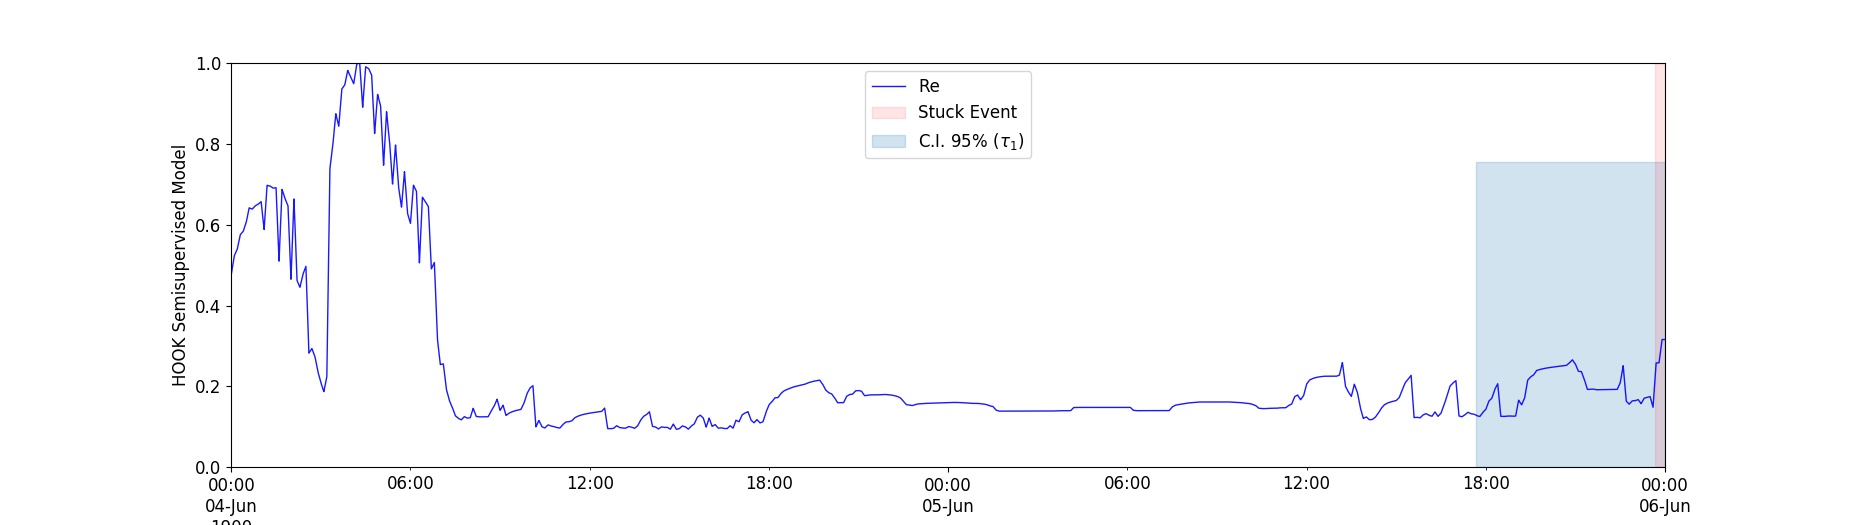 HOOK Semisupervised Model
1.0
0.8
0.6
0.4
0.2
0.0
Re
Stuck Event
C.I. 95% (τ₁)
00:00 06:00 12:00 18:00 00:00 06:00 12:00 18:00 00:00
04-Jun 05-Jun 06-Jun
1900